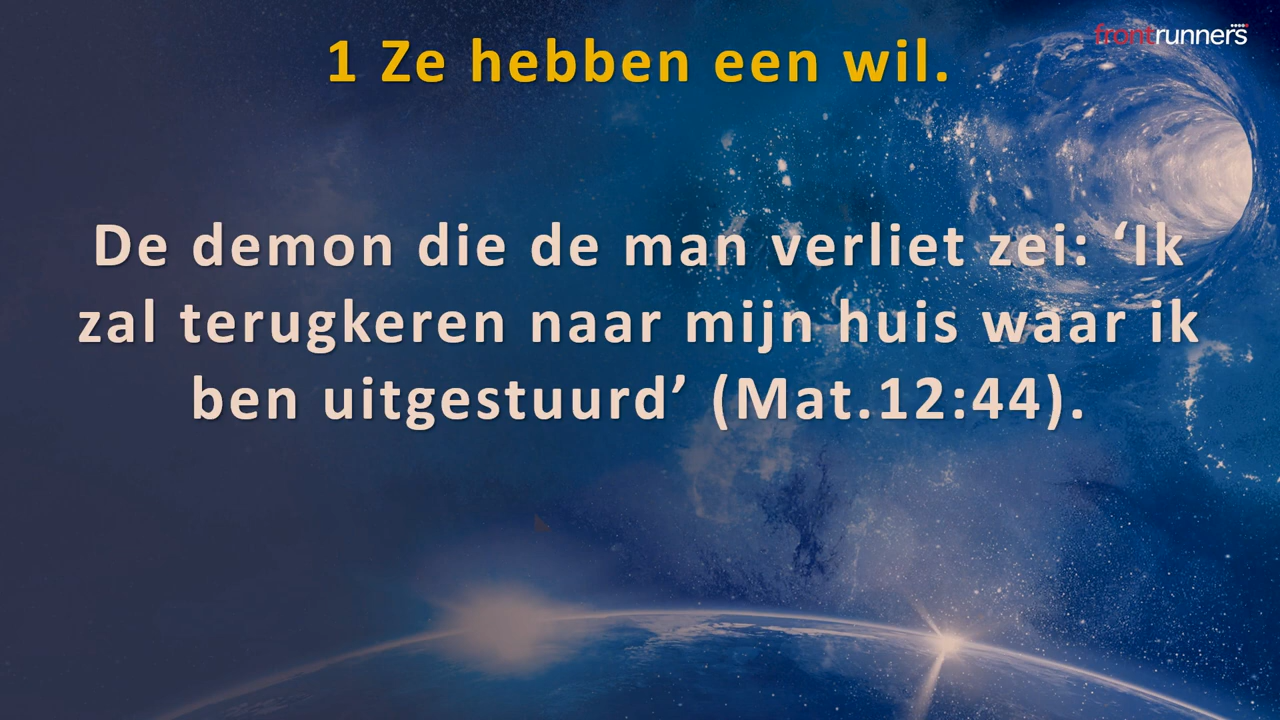 frontrunners
1 Ze hebben een wil.
De demon die de man verliet zei: ‘Ik
zal terugkeren naar mijn huis waar ik
ben uitgestuurd’ (Mat.12:44).